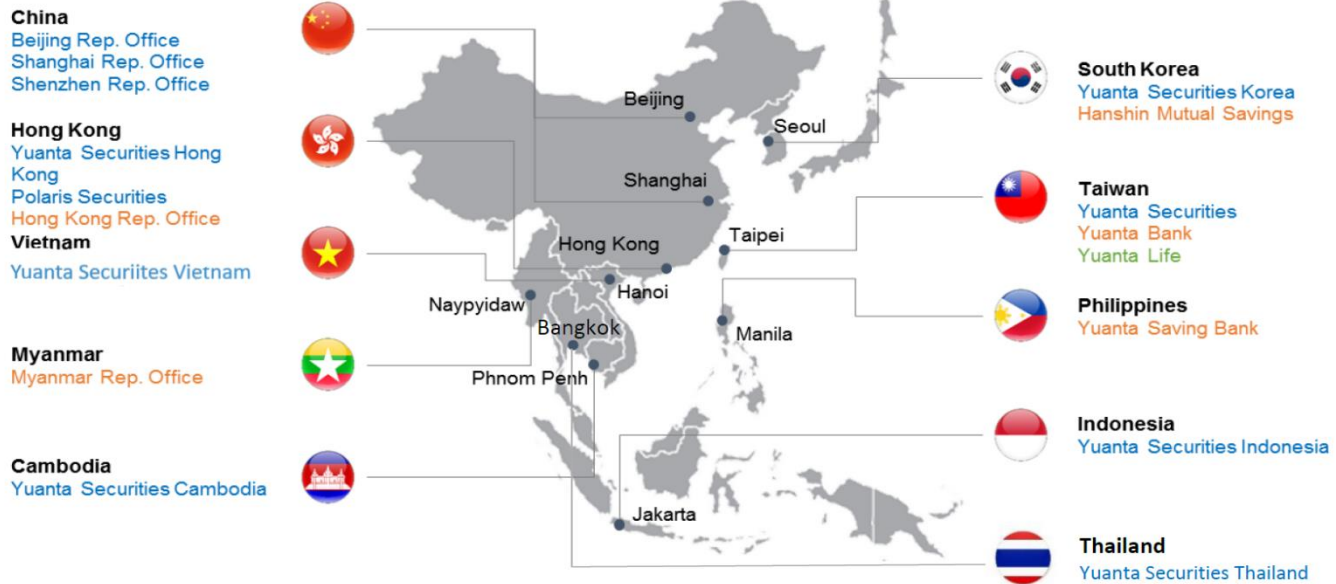 China
Beijing Rep. Office
Shanghai Rep. Office
Shenzhen Rep. Office
Hong Kong
Yuanta Securities Hong
Kong
Polaris Securities
Hong Kong Rep. Office
Vietnam
Yuanta Securiites Vietnam
Myanmar
Myanmar Rep. Office
Cambodia
Yuanta Securities Cambodia
Beijing
Seoul
Shanghai
Hong Kong
Taipei
Hanoi
Naypyidaw
Bangkok
Manila
Phnom Penh
Jakarta
South Korea
Yuanta Securities Korea
Hanshin Mutual Savings
Taiwan
Yuanta Securities
Yuanta Bank
Yuanta Life
Philippines
Yuanta Saving Bank
Indonesia
Yuanta Securities Indonesia
Thailand
Yuanta Securities Thailand